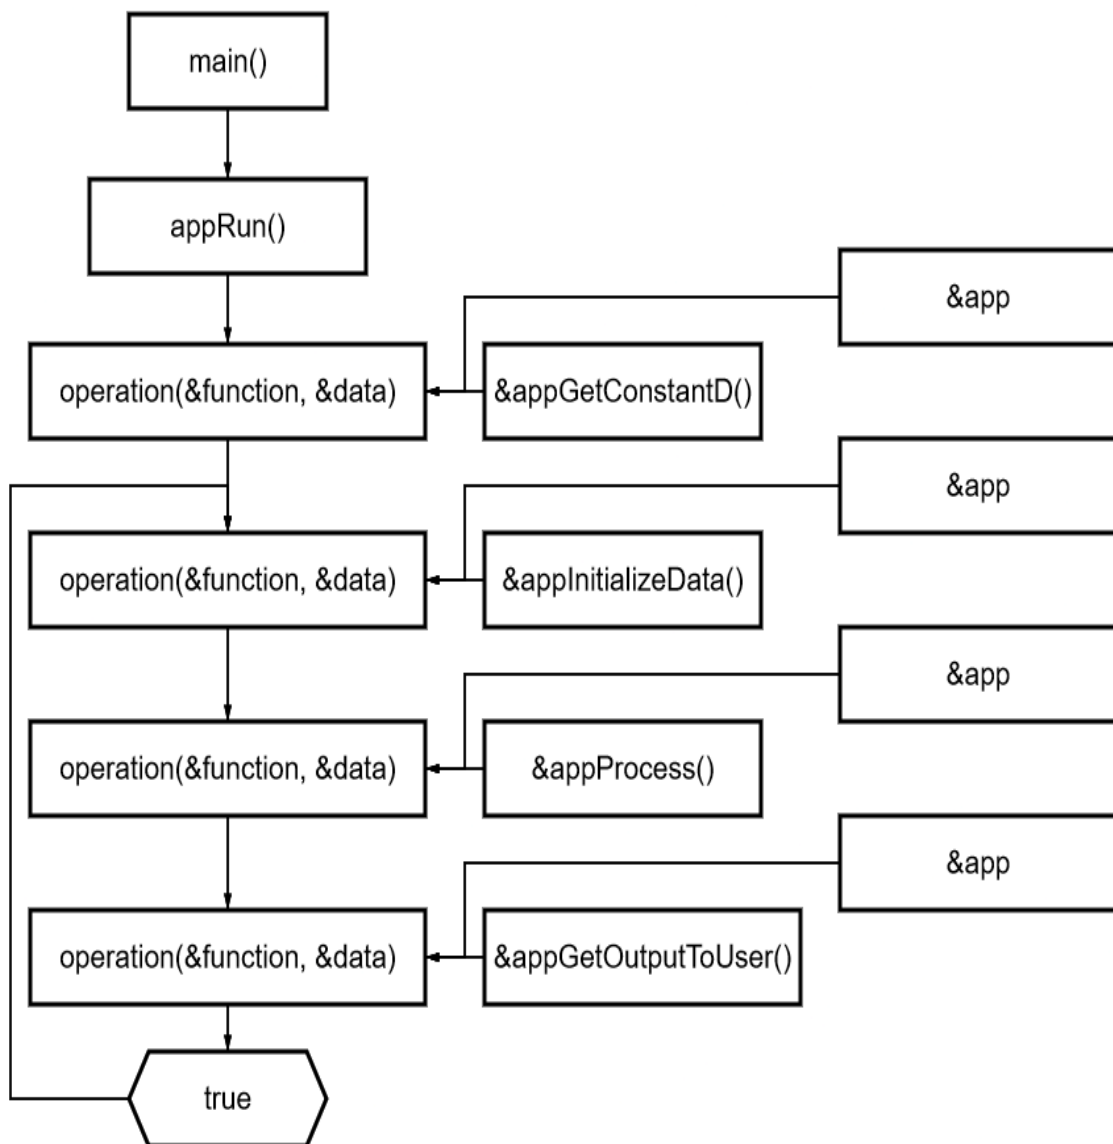 main()
appRun()
&app
operation(&function, &data)
&appGetConstantD()
&app
operation(&function, &data)
&appInitializeData()
&app
operation(&function, &data)
&appProcess()
&app
operation(&function, &data)
&appGetOutputToUser()
true